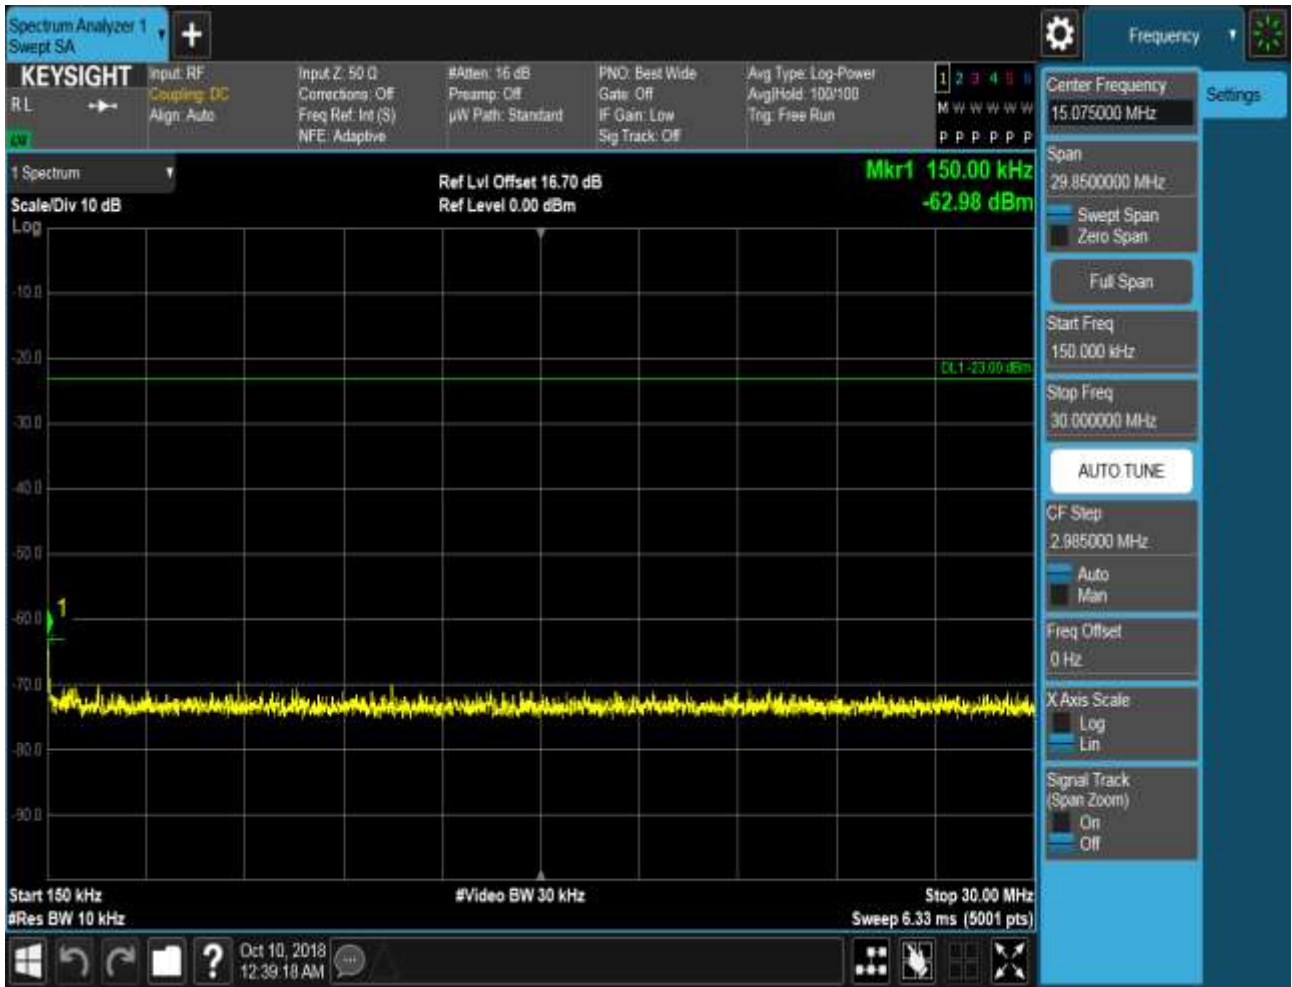 Spectrum Analyzer 1
Swept SA
+
Frequency
KEYSIGHT
RL
LXI
Input: RF
Coupling: DC
Align: Auto
Input Z: 50 Ω
Corrections: Off
Freq Ref: Int (S)
NFE: Adaptive
#Atten: 16 dB
Preamp: Off
µW Path: Standard
PNO: Best Wide
Gate: Off
IF Gain: Low
Sig Track: Off
Avg Type: Log-Power
Avg|Hold: 100/100
Trig: Free Run
1 2 3 4 5 6
M W W W W W
P P P P P P
1 Spectrum
Scale/Div 10 dB
Log
Ref Lvl Offset 16.70 dB
Ref Level 0.00 dBm
Mkr1 150.00 kHz
-62.98 dBm
-10.0
-20.0
-30.0
-40.0
-50.0
-60.0
-70.0
-80.0
-90.0
DL1 -23.00 dBm
1
Start 150 kHz
#Res BW 10 kHz
#Video BW 30 kHz
Stop 30.00 MHz
Sweep 6.33 ms (5001 pts)
Center Frequency
15.075000 MHz
Settings
Span
29.8500000 MHz
Swept Span
Zero Span
Full Span
Start Freq
150.000 kHz
Stop Freq
30.000000 MHz
AUTO TUNE
CF Step
2.985000 MHz
Auto
Man
Freq Offset
0 Hz
X Axis Scale
Log
Lin
Signal Track
(Span Zoom)
On
Off
?
Oct 10, 2018
12:39:18 AM